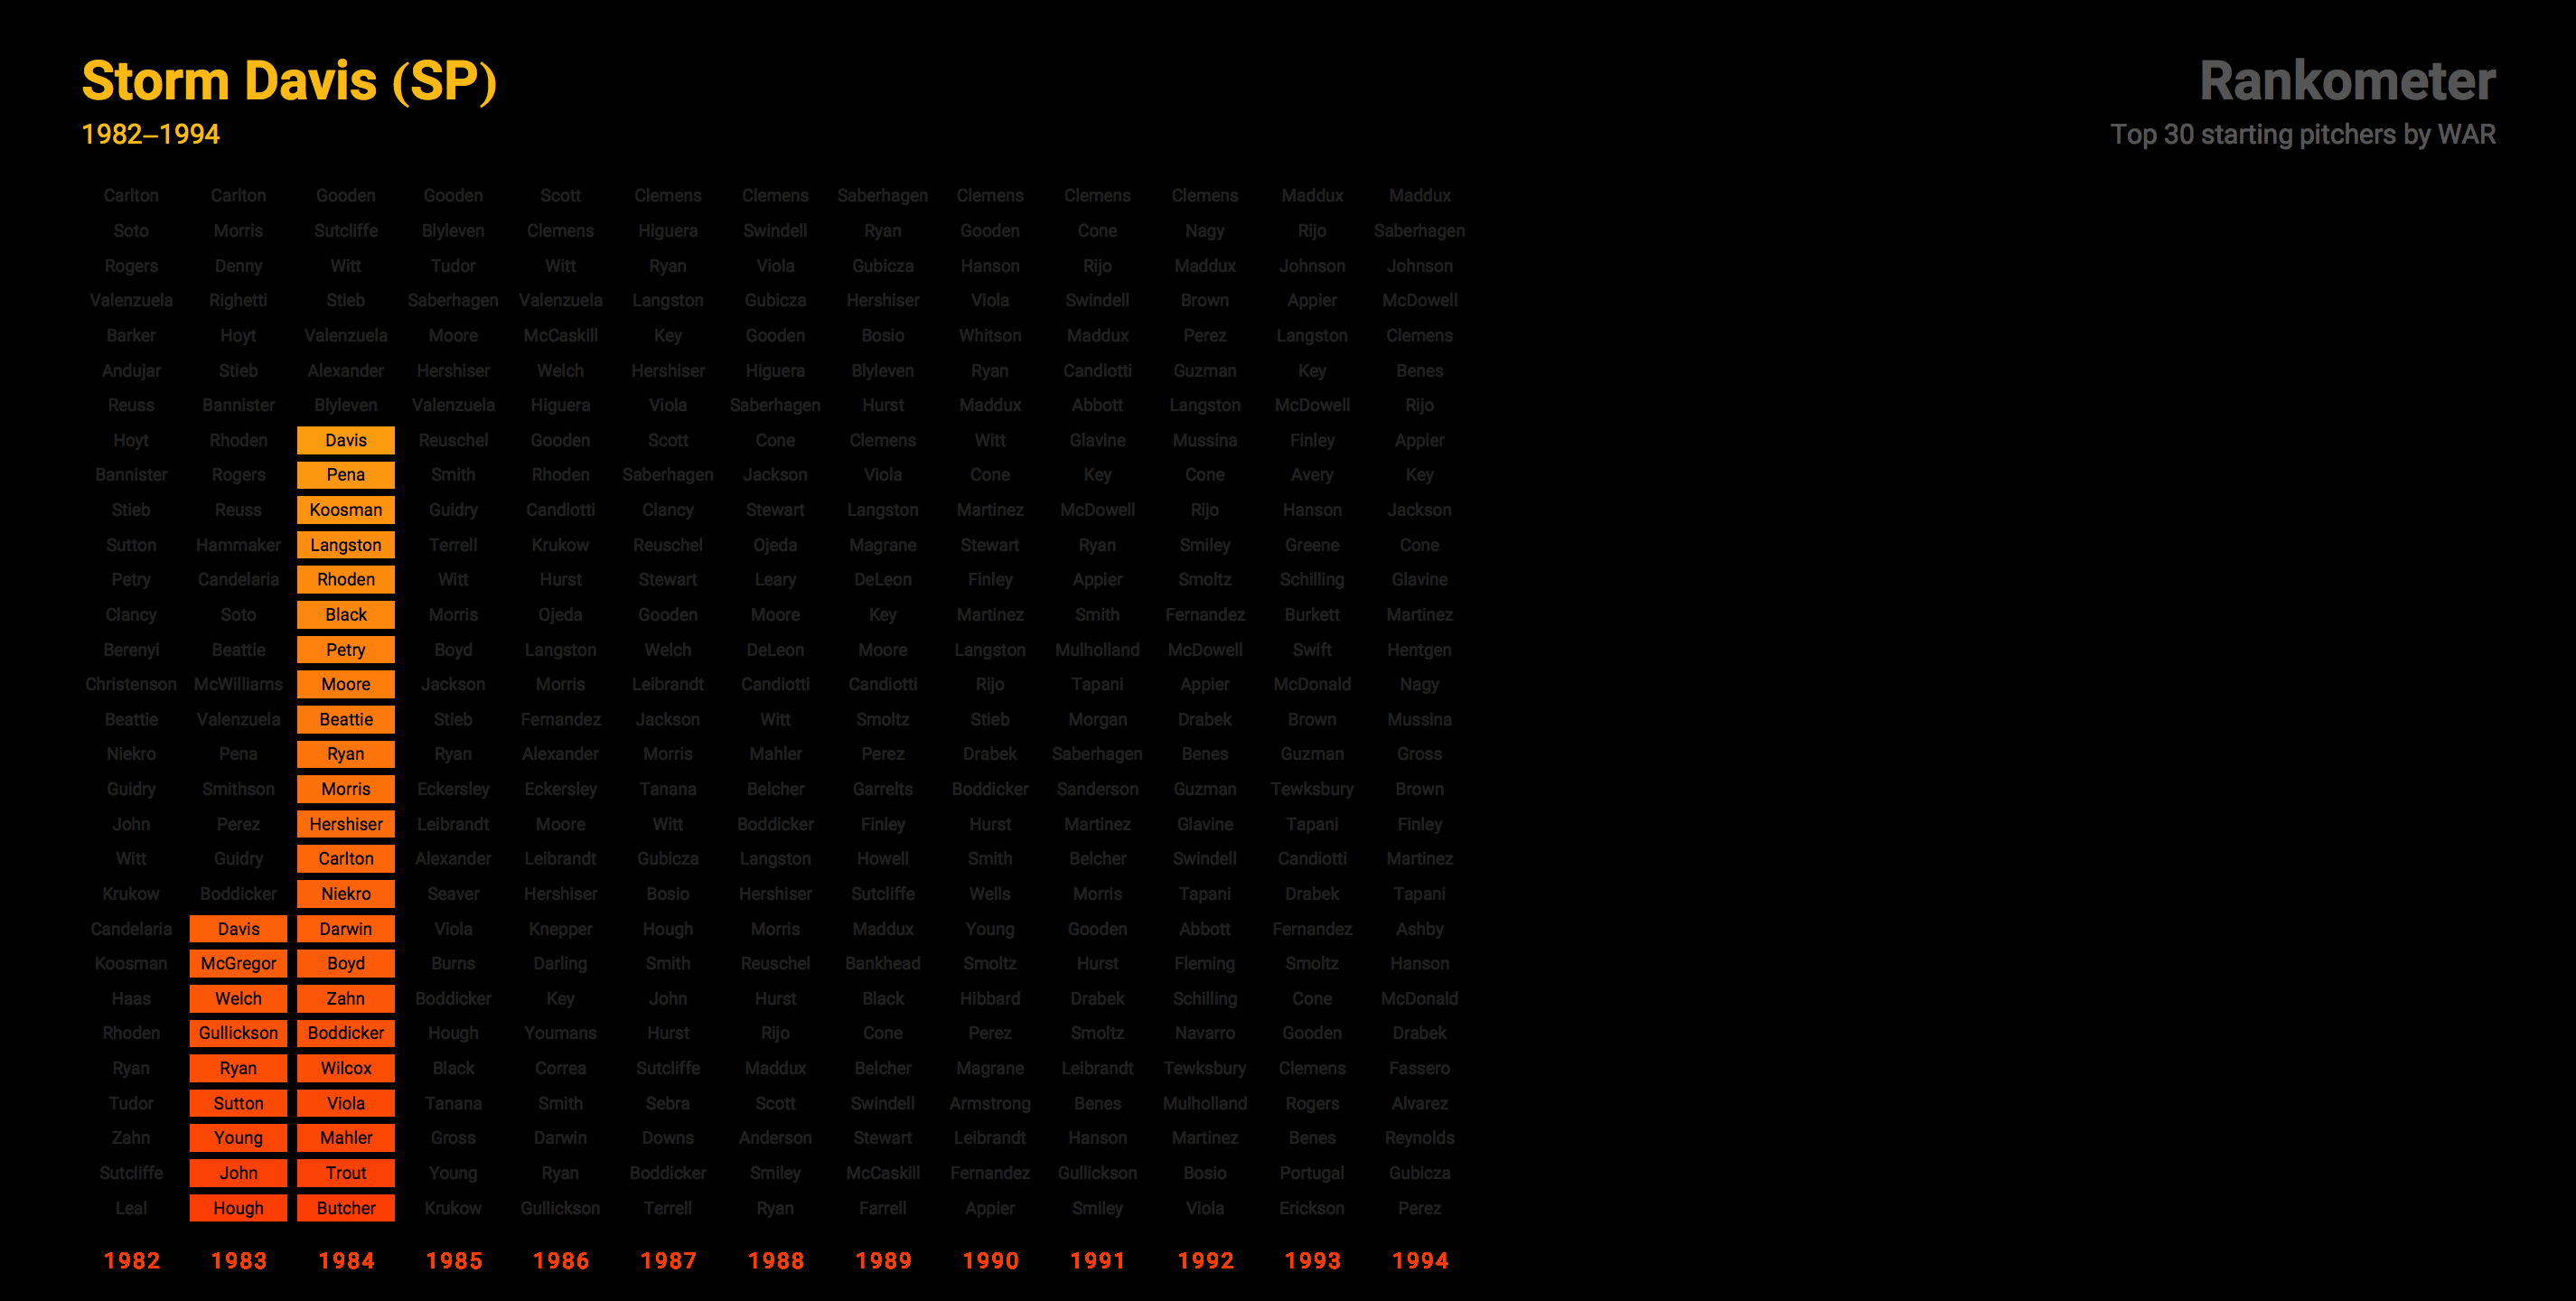 Storm Davis (SP)
Rankometer
1982–1994
Top 30 starting pitchers by WAR
Carlton Carlton Gooden Gooden Scott Clemens Clemens Saberhagen Clemens Clemens Clemens Maddux Maddux
Soto Morris Sutcliffe Blyleven Clemens Higuera Swindell Ryan Gooden Cone Nagy Rijo Saberhagen
Rogers Denny Witt Tudor Witt Ryan Viola Gubicza Hanson Rijo Maddux Johnson Johnson
Valenzuela Righetti Stieb Saberhagen Valenzuela Langston Gubicza Hershiser Viola Swindell Brown Appier McDowell
Barker Hoyt Valenzuela Moore McCaskill Key Gooden Bosio Whitson Maddux Perez Langston Clemens
Andujar Stieb Alexander Hershiser Welch Hershiser Higuera Blyleven Ryan Candiotti Guzman Key Benes
Reuss Bannister Blyleven Valenzuela Higuera Viola Saberhagen Hurst Maddux Abbott Langston McDowell Rijo
Hoyt Rhoden Davis Reuschel Gooden Scott Cone Clemens Witt Glavine Mussina Finley Appier
Bannister Rogers Pena Smith Rhoden Saberhagen Jackson Viola Cone Key Cone Avery Key
Stieb Reuss Koosman Guidry Candiotti Clancy Stewart Langston Martinez McDowell Rijo Hanson Jackson
Sutton Hammaker Langston Terrell Krukow Reuschel Ojeda Magrane Stewart Ryan Smiley Greene Cone
Petry Candelaria Rhoden Witt Hurst Stewart Leary DeLeon Finley Appier Smoltz Schilling Glavine
Clancy Soto Black Morris Ojeda Gooden Moore Key Martinez Smith Fernandez Burkett Martinez
Berenyi Beattie Petry Boyd Langston Welch DeLeon Moore Langston Mulholland McDowell Swift Hentgen
Christenson McWilliams Moore Jackson Morris Leibrandt Candiotti Candiotti Rijo Tapani Appier McDonald Nagy
Beattie Valenzuela Beattie Stieb Fernandez Jackson Witt Smoltz Stieb Morgan Drabek Brown Mussina
Niekro Pena Ryan Ryan Alexander Morris Mahler Perez Drabek Saberhagen Benes Guzman Gross
Guidry Smithson Morris Eckersley Eckersley Tanana Belcher Garrelts Boddicker Sanderson Guzman Tewksbury Brown
John Perez Hershiser Leibrandt Moore Witt Boddicker Finley Hurst Martinez Glavine Tapani Finley
Witt Guidry Carlton Alexander Leibrandt Gubicza Langston Howell Smith Belcher Swindell Candiotti Martinez
Krukow Boddicker Niekro Seaver Hershiser Bosio Hershiser Sutcliffe Wells Morris Tapani Drabek Tapani
Candelaria Davis Darwin Viola Knepper Hough Morris Maddux Young Gooden Abbott Fernandez Ashby
Koosman McGregor Boyd Burns Darling Smith Reuschel Bankhead Smoltz Hurst Fleming Smoltz Hanson
Haas Welch Zahn Boddicker Key John Hurst Black Hibbard Drabek Schilling Cone McDonald
Rhoden Gullickson Boddicker Hough Youmans Hurst Rijo Cone Perez Smoltz Navarro Gooden Drabek
Ryan Ryan Wilcox Black Correa Sutcliffe Maddux Belcher Magrane Leibrandt Tewksbury Clemens Fassero
Tudor Sutton Viola Tanana Smith Sebra Scott Swindell Armstrong Benes Mulholland Rogers Alvarez
Zahn Young Mahler Gross Darwin Downs Anderson Stewart Leibrandt Hanson Martinez Benes Reynolds
Sutcliffe John Trout Young Ryan Boddicker Smiley McCaskill Fernandez Gullickson Bosio Portugal Gubicza
Leal Hough Butcher Krukow Gullickson Terrell Ryan Farrell Appier Smiley Viola Erickson Perez
1982 1983 1984 1985 1986 1987 1988 1989 1990 1991 1992 1993 1994